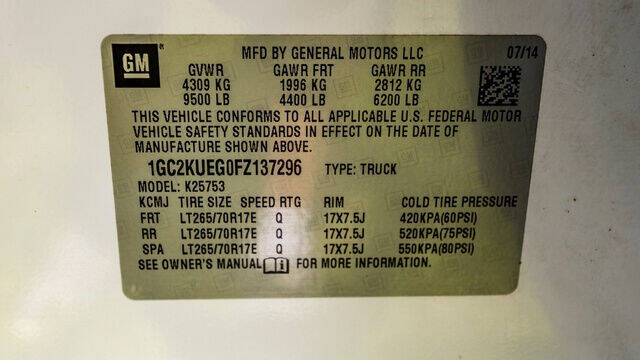 GM ® MFD BY GENERAL MOTORS LLC 07/14
GVWR GAWR FRT GAWR RR
4309 KG 1996 KG 2812 KG
9500 LB 4400 LB 6200 LB
THIS VEHICLE CONFORMS TO ALL APPLICABLE U.S. FEDERAL MOTOR
VEHICLE SAFETY STANDARDS IN EFFECT ON THE DATE OF
MANUFACTURE SHOWN ABOVE.
1GC2KUEG0FZ137296 TYPE: TRUCK
MODEL: K25753
KCMJ TIRE SIZE SPEED RTG RIM COLD TIRE PRESSURE
FRT LT265/70R17E Q 17X7.5J 420KPA(60PSI)
RR LT265/70R17E Q 17X7.5J 520KPA(75PSI)
SPA LT265/70R17E Q 17X7.5J 550KPA(80PSI)
SEE OWNER'S MANUAL FOR MORE INFORMATION.